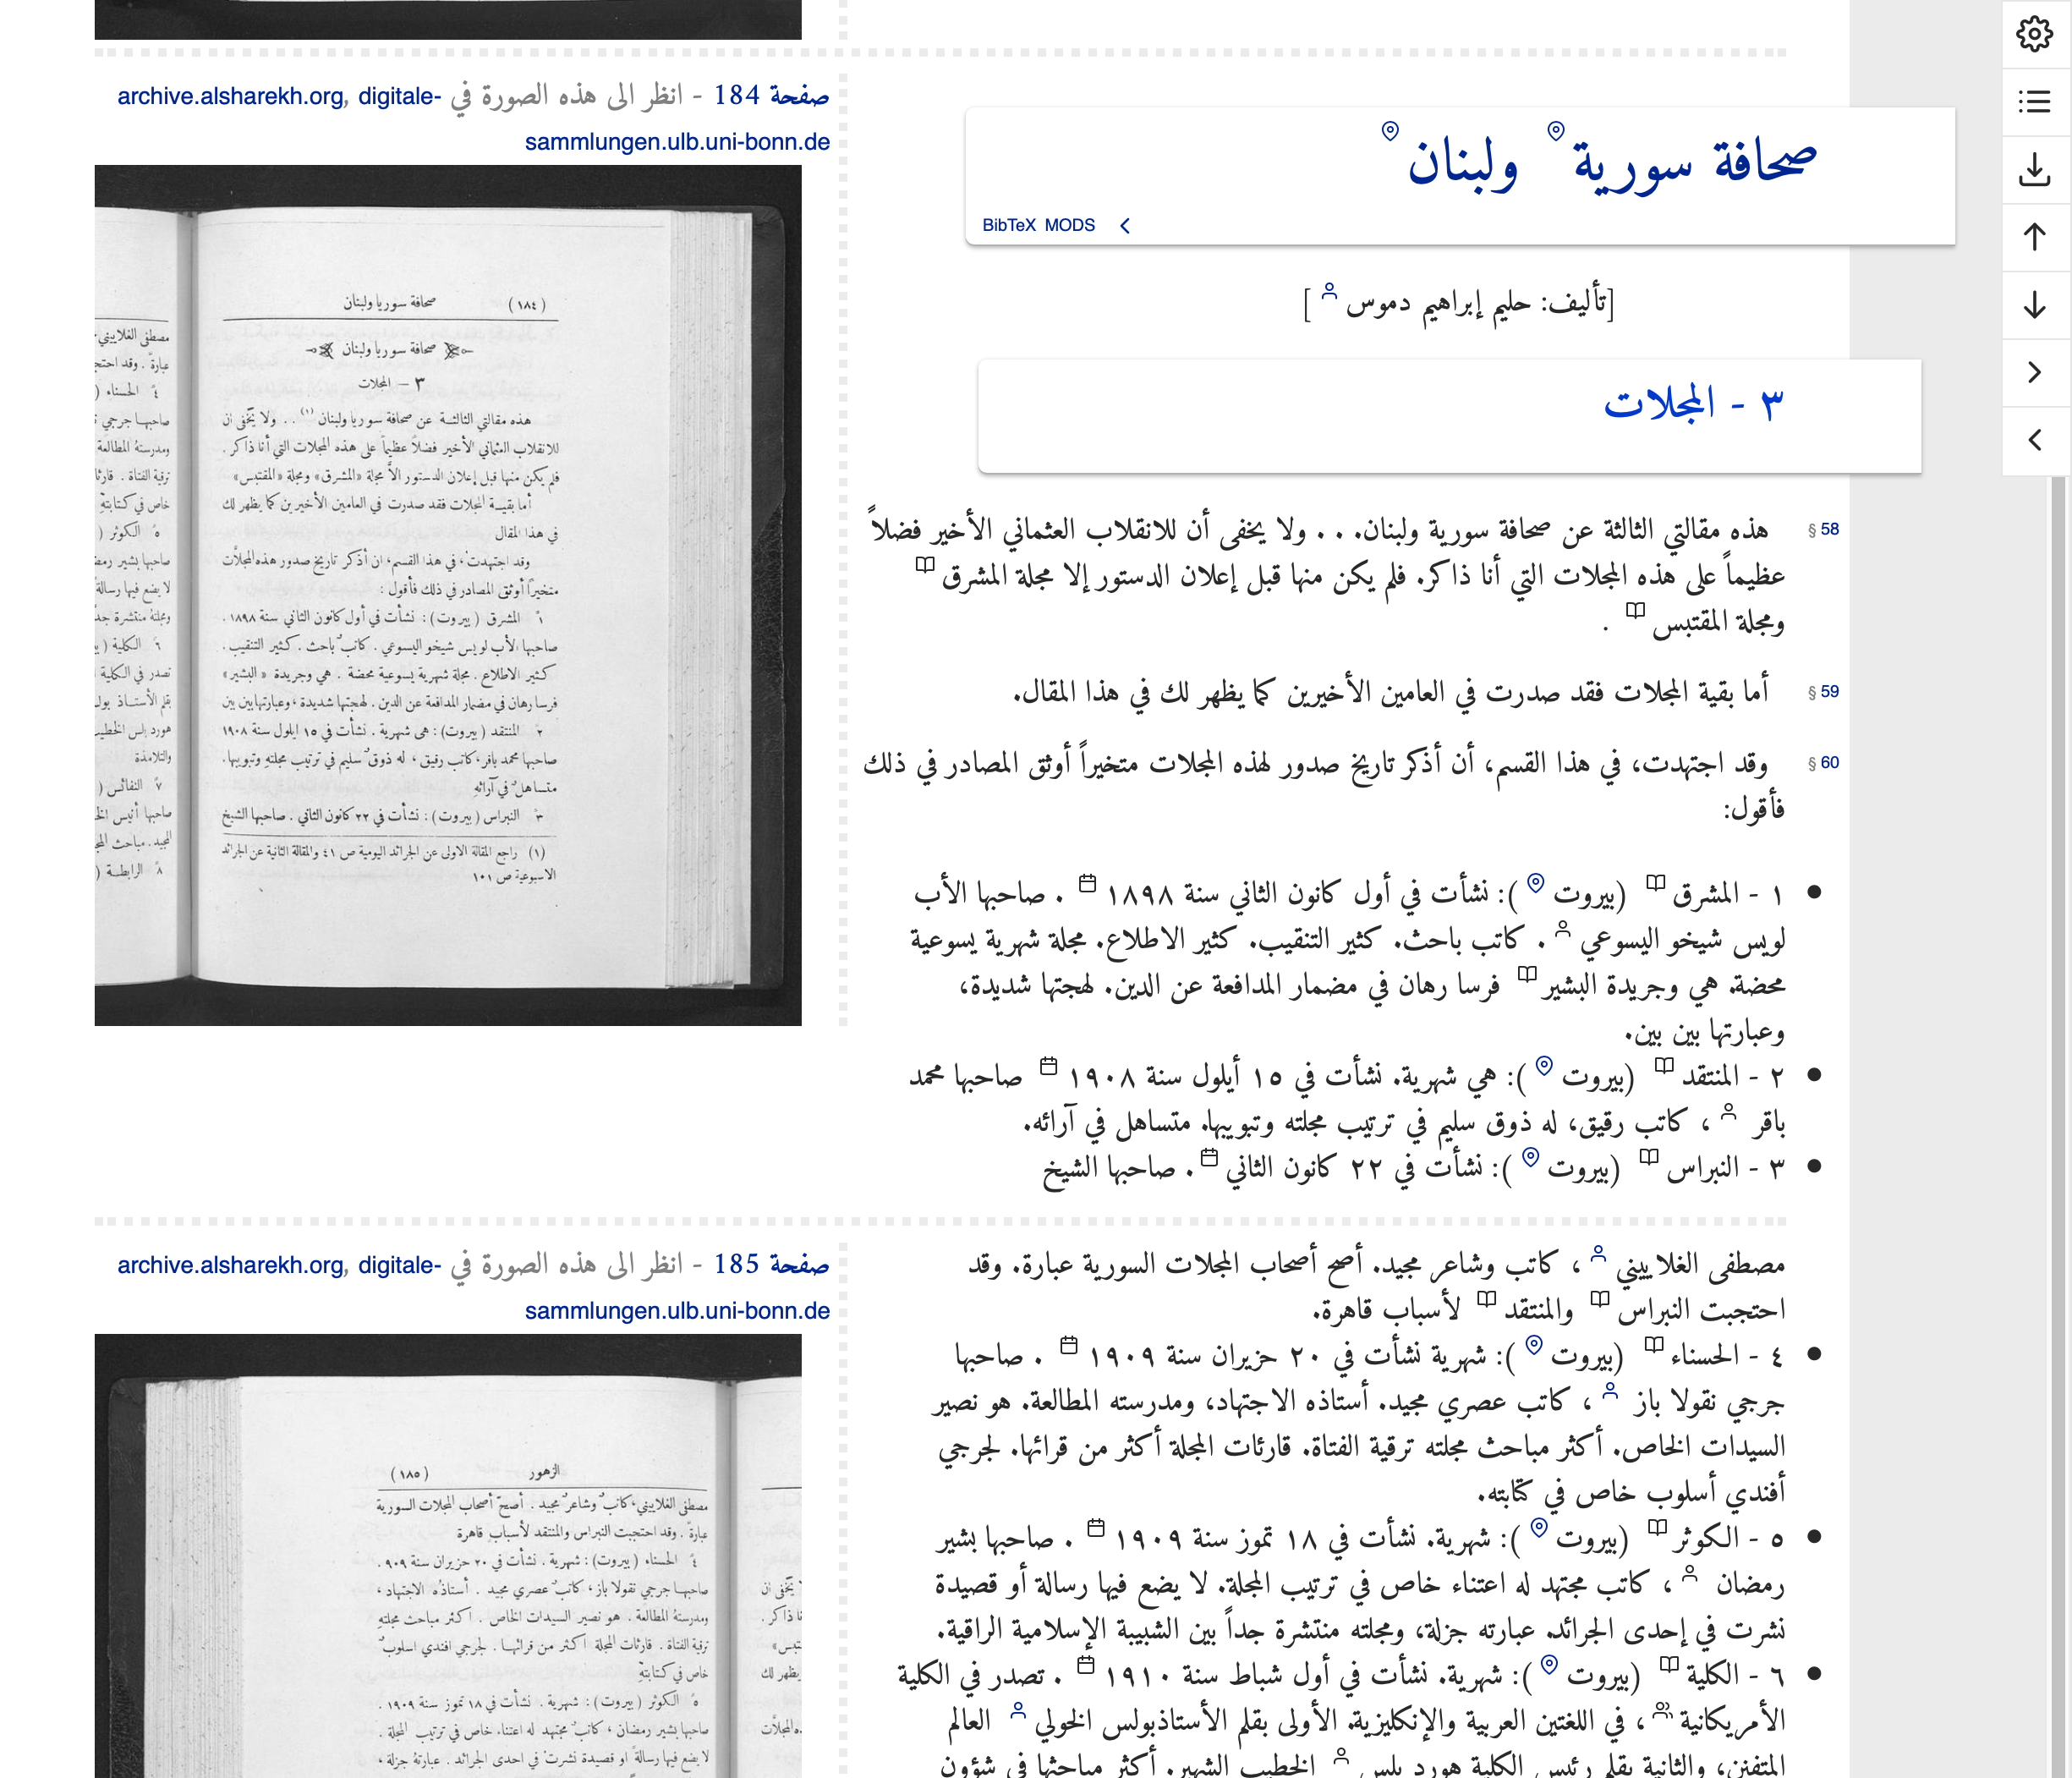 صحافة سورية ولبنان
BibTeX MODS
[تأليف: حليم إبراهيم دموس ]
٣ - المجلات
§ 58
هذه مقالتي الثالثة عن صحافة سورية ولبنان. . . ولا يخفى أن للانقلاب العثماني الأخير فضلاً
عظيماً على هذه المجلات التي أنا ذاكر. فلم يكن منها قبل إعلان الدستور إلا مجلة المشرق
ومجلة المقتبس .
§ 59
أما بقية المجلات فقد صدرت في العامين الأخيرين كما يظهر لك في هذا المقال.
§ 60
وقد اجتهدت، في هذا القسم، أن أذكر تاريخ صدور لهذه المجلات متخيراً أوثق المصادر في ذلك
فأقول:
١ - المشرق (بيروت ): نشأت في أول كانون الثاني سنة ١٨٩٨ . صاحبها الأب
لويس شيخو اليسوعي . كاتب باحث. كثير التنقيب. كثير الاطلاع. مجلة شهرية يسوعية
محضة. هي وجريدة البشير فرسا رهان في مضمار المدافعة عن الدين. لهجتها شديدة،
وعبارتها بين بين.
٢ - المنتقد (بيروت ): هي شهرية. نشأت في ١٥ أيلول سنة ١٩٠٨ صاحبها محمد
باقر ، كاتب رقيق، له ذوق سليم في ترتيب مجلته وتبويبها. متساهل في آرائه.
٣ - النبراس (بيروت ): نشأت في ٢٢ كانون الثاني . صاحبها الشيخ
صفحة 184 - انظر الى هذه الصورة في archive.alsharekh.org, digitale-
sammlungen.ulb.uni-bonn.de
(١٨٤) صحافة سوريا ولبنان
صحافة سوريا ولبنان
٣ – المجلات
هذه مقالتي الثالثة عن صحافة سوريا ولبنان (١) . . ولا يَخْفى ان
للانقلاب العثماني الأخير فضلاً عظيماً على هذه المجلات التي أنا ذاكر .
فلم يكن منها قبل إعلان الدستور الاَّ مجلة «المشرق» ومجلة «المقتبس»
أما بقية المجلات فقد صدرت في العامين الأخيرين كما يظهر لك
في هذا المقال
وقد اجتهدت، في هذا القسم، ان أذكر تاريخ صدور هذه المجلاَّت
متخيراً أوثق المصادر في ذلك فأقول :
١ المشرق (بيروت) : نشأت في أول كانون الثاني سنة ١٨٩٨ .
صاحبها الأب لويس شيخو اليسوعي . كاتبٌ باحث . كثير التنقيب .
كثير الاطلاع . مجلة شهرية يسوعية محضة . هي وجريدة «البشير»
فرسا رهان في مضمار المدافعة عن الدين . لهجتها شديدة، وعبارتها بين بين
٢ المنتقد (بيروت) : هي شهرية . نشأت في ١٥ ايلول سنة ١٩٠٨
صاحبها محمد باقر، كاتب رقيق، له ذوقٌ سليم في ترتيب مجلتهِ وتبويبها .
متساهلٌ في آرائهِ
٣ النبراس (بيروت) : نشأت في ٢٢ كانون الثاني . صاحبها الشيخ
(١) راجع المقالة الاولى عن الجرائد اليومية ص ٤١ والمقالة الثانية عن الجرائد
الاسبوعية ص ١٠١
مصطفى الغلاييني ، كاتب وشاعر مجيد. أصح أصحاب المجلات السورية عبارة. وقد
احتجبت النبراس والمنتقد لأسباب قاهرة.
٤ - الحسناء (بيروت ): شهرية نشأت في ٢٠ حزيران سنة ١٩٠٩ . صاحبها
جرجي نقولا باز ، كاتب عصري مجيد. أستاذه الاجتهاد، ومدرسته المطالعة. هو نصير
السيدات الخاص. أكثر مباحث مجلته ترقية الفتاة. قارئات المجلة أكثر من قرائها. لجرجي
أفندي أسلوب خاص في كتابته.
٥ - الكوثر (بيروت ): شهرية. نشأت في ١٨ تموز سنة ١٩٠٩ . صاحبها بشير
رمضان ، كاتب مجتهد له اعتناء خاص في ترتيب المجلة. لا يضع فيها رسالة أو قصيدة
نشرت في إحدى الجرائد. عبارته جزلة، ومجلته منتشرة جداً بين الشبيبة الإسلامية الراقية.
٦ - الكلية (بيروت ): شهرية. نشأت في أول شباط سنة ١٩١٠ . تصدر في الكلية
الأمريكانية ، في اللغتين العربية والإنكليزية. الأولى بقلم الأستاذبولس الخولي العالم
المتفنن، والثانية بقلم رئيس الكلية هورد بلس الخطيب الشهير. أكثر مباحثها في شؤون
صفحة 185 - انظر الى هذه الصورة في archive.alsharekh.org, digitale-
sammlungen.ulb.uni-bonn.de
الزهور (١٨٥)
مصطفى الغلاييني، كاتبٌ وشاعرٌ مجيد . أصحّ أصحاب المجلات السورية
عبارةً . وقد احتجبت النبراس والمنتقد لأسباب قاهرة
٤ الحسناء (بيروت) : شهرية . نشأت في ٢٠ حزيران سنة ٩٠٩ .
صاحبها جرجي نقولا باز، كاتبٌ عصري مجيد . أستاذُه الاجتهاد،
ومدرستهُ المطالعة . هو نصير السيدات الخاص . اكثر مباحث مجلتهِ
ترقية الفتاة . قارئات المجلة اكثر من قرائها . لجرجي افندي اسلوبٌ
خاص في كتابتهِ
٥ الكوثر (بيروت) : شهرية . نشأت في ١٨ تموز سنة ١٩٠٩ .
صاحبها بشير رمضان، كاتبٌ مجتهد له اعتناء خاص في ترتيب المجلة .
لا يضع فيها رسالةً او قصيدة نشرت في احدى الجرائد . عبارتهُ جزلة،